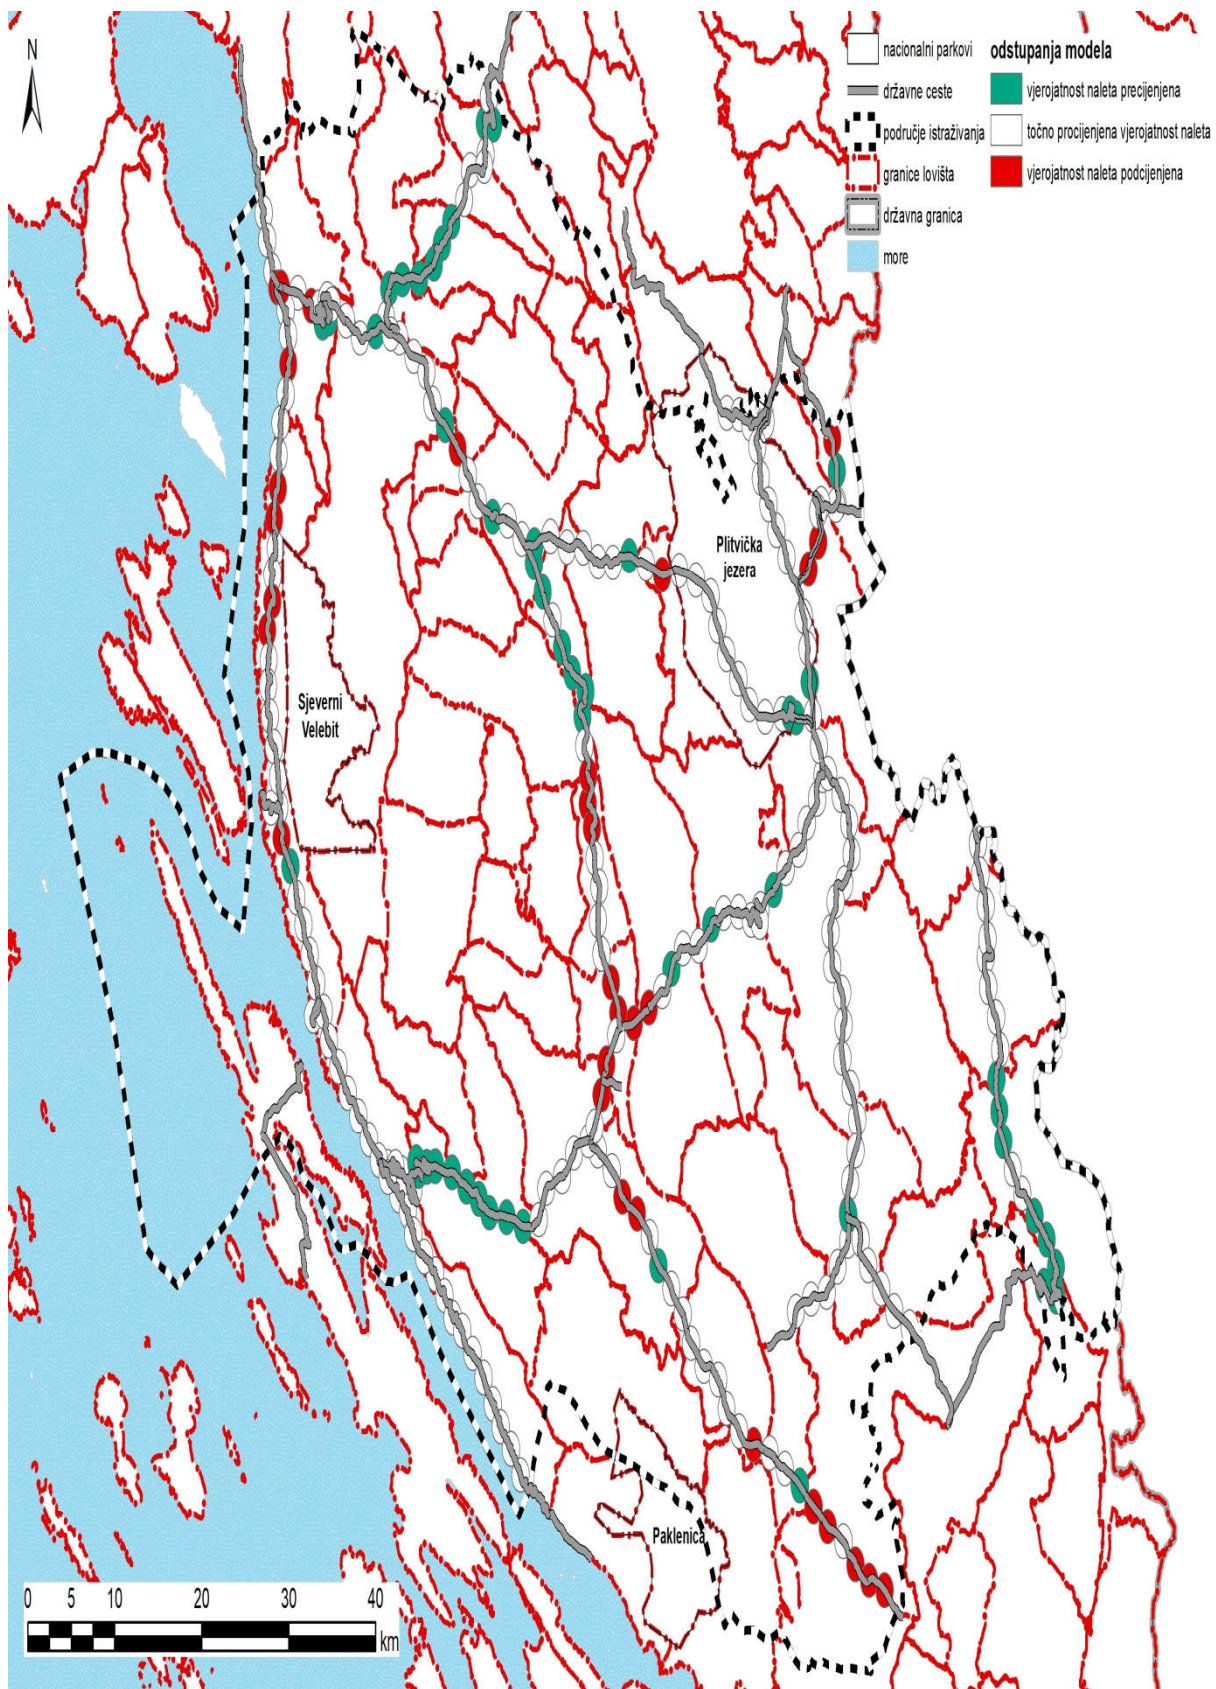 N
nacionalni parkovi
državne ceste
područje istraživanja
granice lovišta
državna granica
more
odstupanja modela
vjerojatnost naleta precijenjena
točno procijenjena vjerojatnost naleta
vjerojatnost naleta podcijenjena
Plitvička
jezera
Sjeverni
Velebit
Paklenica
0 5 10 20 30 40
km